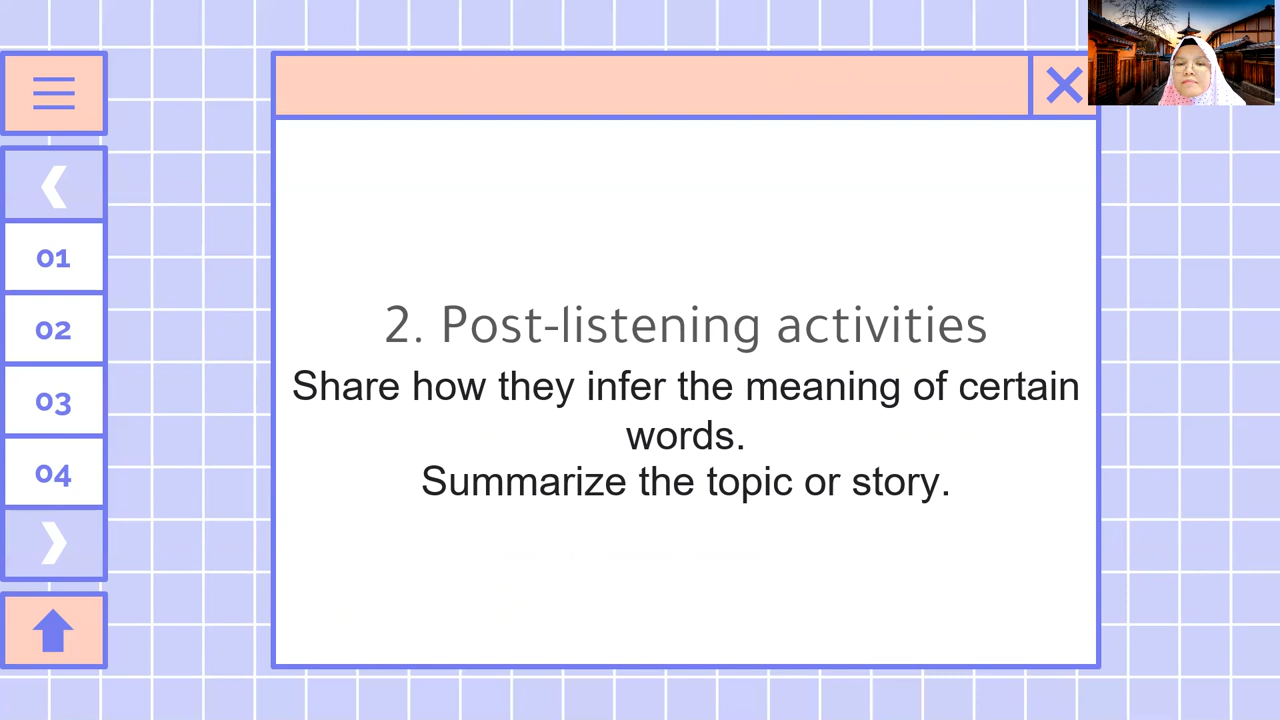 01
02
03
04
2. Post-listening activities
Share how they infer the meaning of certain
words.
Summarize the topic or story.